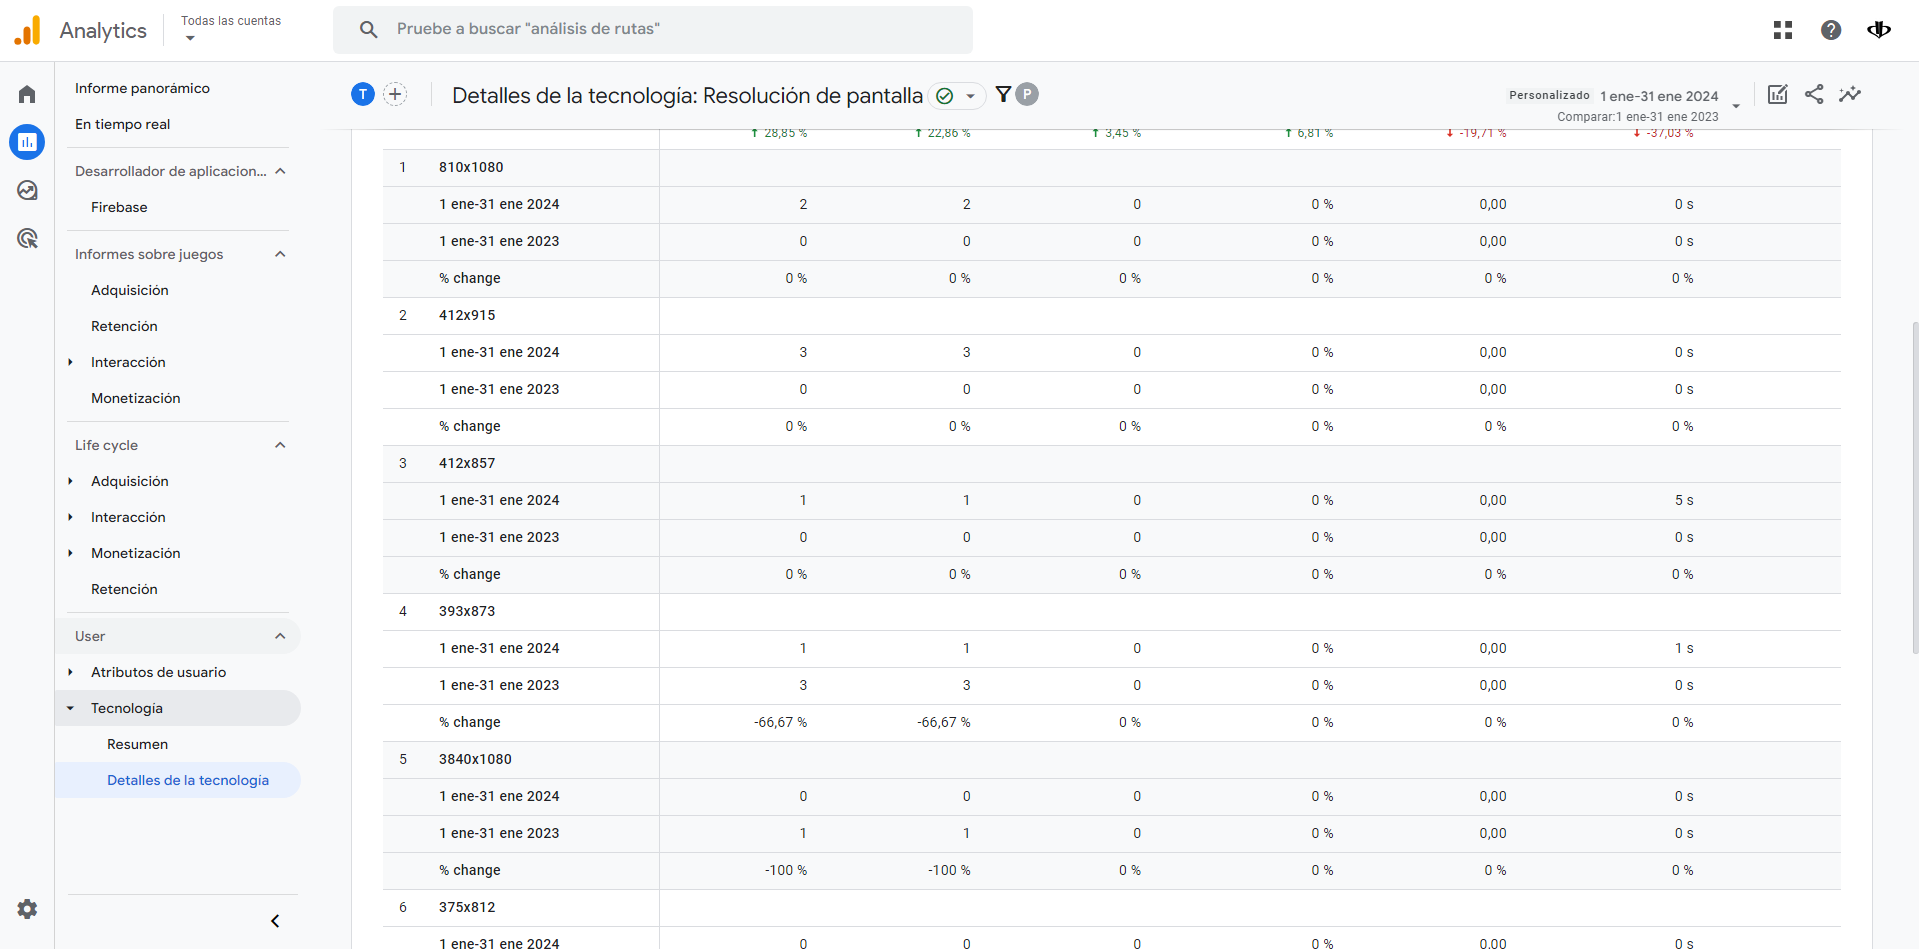 Analytics
Todas las cuentas
Pruebe a buscar "análisis de rutas"
Informe panorámico
En tiempo real
Desarrollador de aplicacion...
Firebase
Informes sobre juegos
Adquisición
Retención
Interacción
Monetización
Life cycle
Adquisición
Interacción
Monetización
Retención
User
Atributos de usuario
Tecnología
Resumen
Detalles de la tecnología
T
Detalles de la tecnología: Resolución de pantalla
P
Personalizado 1 ene-31 ene 2024
Comparar:1 ene-31 ene 2023
28,85 % 22,86 % 3,45 % 6,81 % -19,71 % -37,03 %
1 810x1080
1 ene-31 ene 2024 2 2 0 0 % 0,00 0 s
1 ene-31 ene 2023 0 0 0 0 % 0,00 0 s
% change 0 % 0 % 0 % 0 % 0 % 0 %
2 412x915
1 ene-31 ene 2024 3 3 0 0 % 0,00 0 s
1 ene-31 ene 2023 0 0 0 0 % 0,00 0 s
% change 0 % 0 % 0 % 0 % 0 % 0 %
3 412x857
1 ene-31 ene 2024 1 1 0 0 % 0,00 5 s
1 ene-31 ene 2023 0 0 0 0 % 0,00 0 s
% change 0 % 0 % 0 % 0 % 0 % 0 %
4 393x873
1 ene-31 ene 2024 1 1 0 0 % 0,00 1 s
1 ene-31 ene 2023 3 3 0 0 % 0,00 0 s
% change -66,67 % -66,67 % 0 % 0 % 0 % 0 %
5 3840x1080
1 ene-31 ene 2024 0 0 0 0 % 0,00 0 s
1 ene-31 ene 2023 1 1 0 0 % 0,00 0 s
% change -100 % -100 % 0 % 0 % 0 % 0 %
6 375x812
1 ene-31 ene 2024 0 0 0 0 % 0,00 0 s